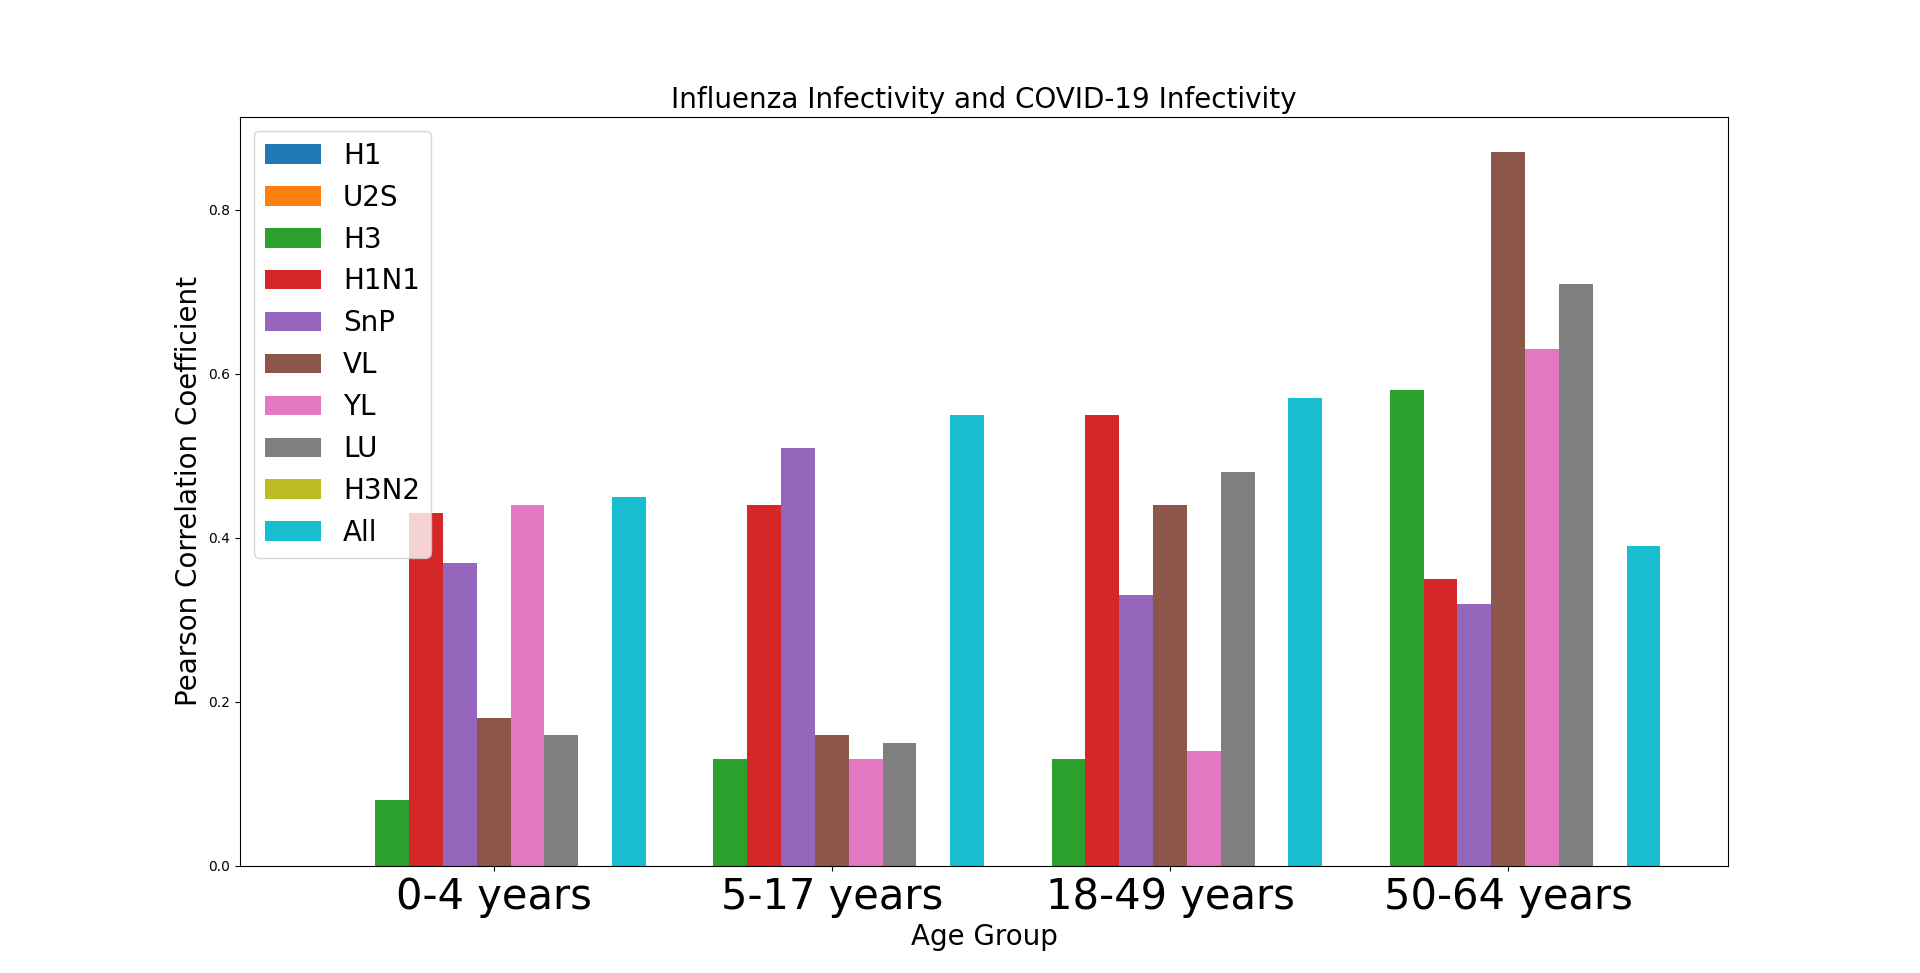 Influenza Infectivity and COVID-19 Infectivity
H1
U2S
H3
H1N1
SnP
VL
YL
LU
H3N2
All
Pearson Correlation Coefficient
0.8
0.6
0.4
0.2
0.0
0-4 years
5-17 years
18-49 years
50-64 years
Age Group